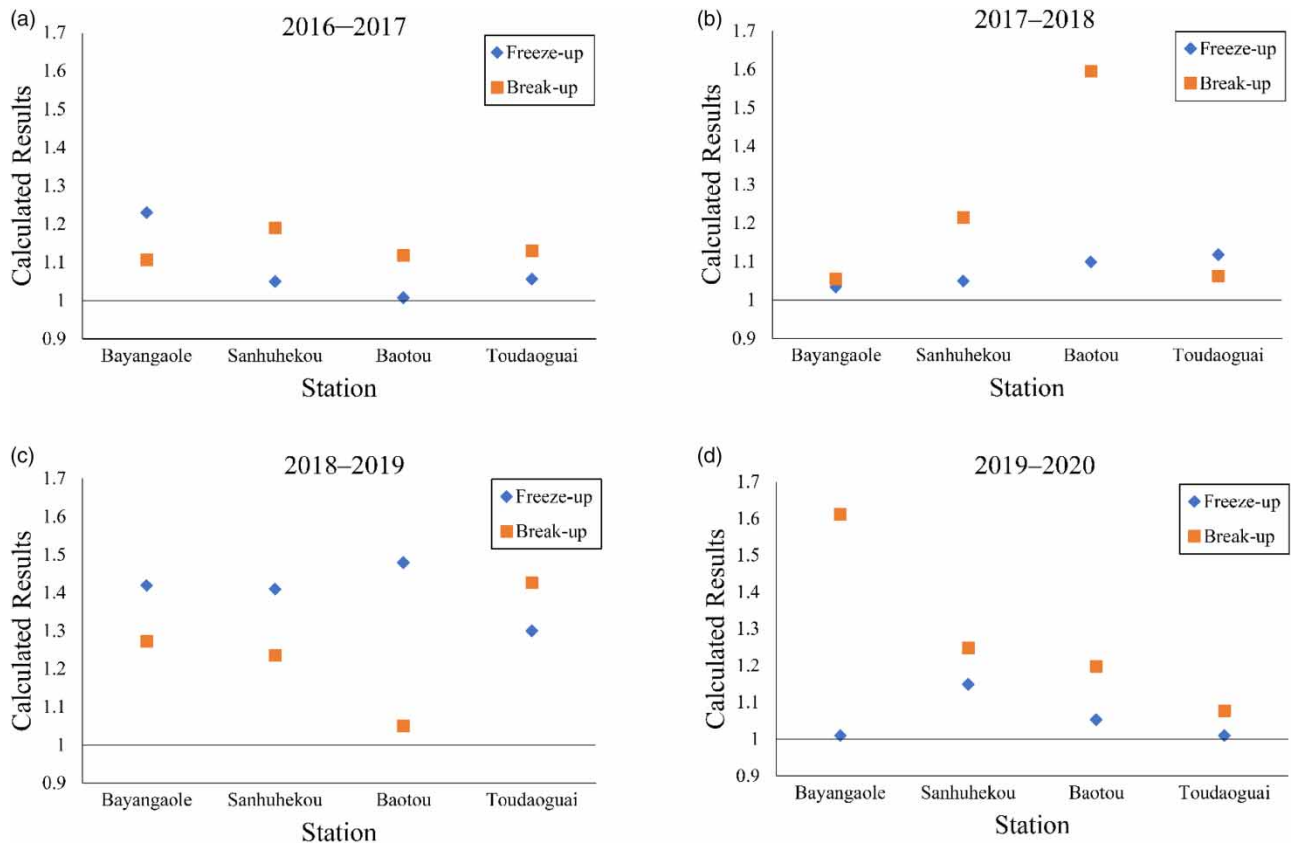 (a)
2016–2017
Calculated Results
1.7
1.6
1.5
1.4
1.3
1.2
1.1
1
0.9
Freeze-up
Break-up
Bayangaole Sanhuhekou Baotou Toudaoguai
Station
(b)
2017–2018
Calculated Results
1.7
1.6
1.5
1.4
1.3
1.2
1.1
1
0.9
Freeze-up
Break-up
Bayangaole Sanhuhekou Baotou Toudaoguai
Station
(c)
2018–2019
Calculated Results
1.7
1.6
1.5
1.4
1.3
1.2
1.1
1
0.9
Freeze-up
Break-up
Bayangaole Sanhuhekou Baotou Toudaoguai
Station
(d)
2019–2020
Calculated Results
1.7
1.6
1.5
1.4
1.3
1.2
1.1
1
0.9
Freeze-up
Break-up
Bayangaole Sanhuhekou Baotou Toudaoguai
Station